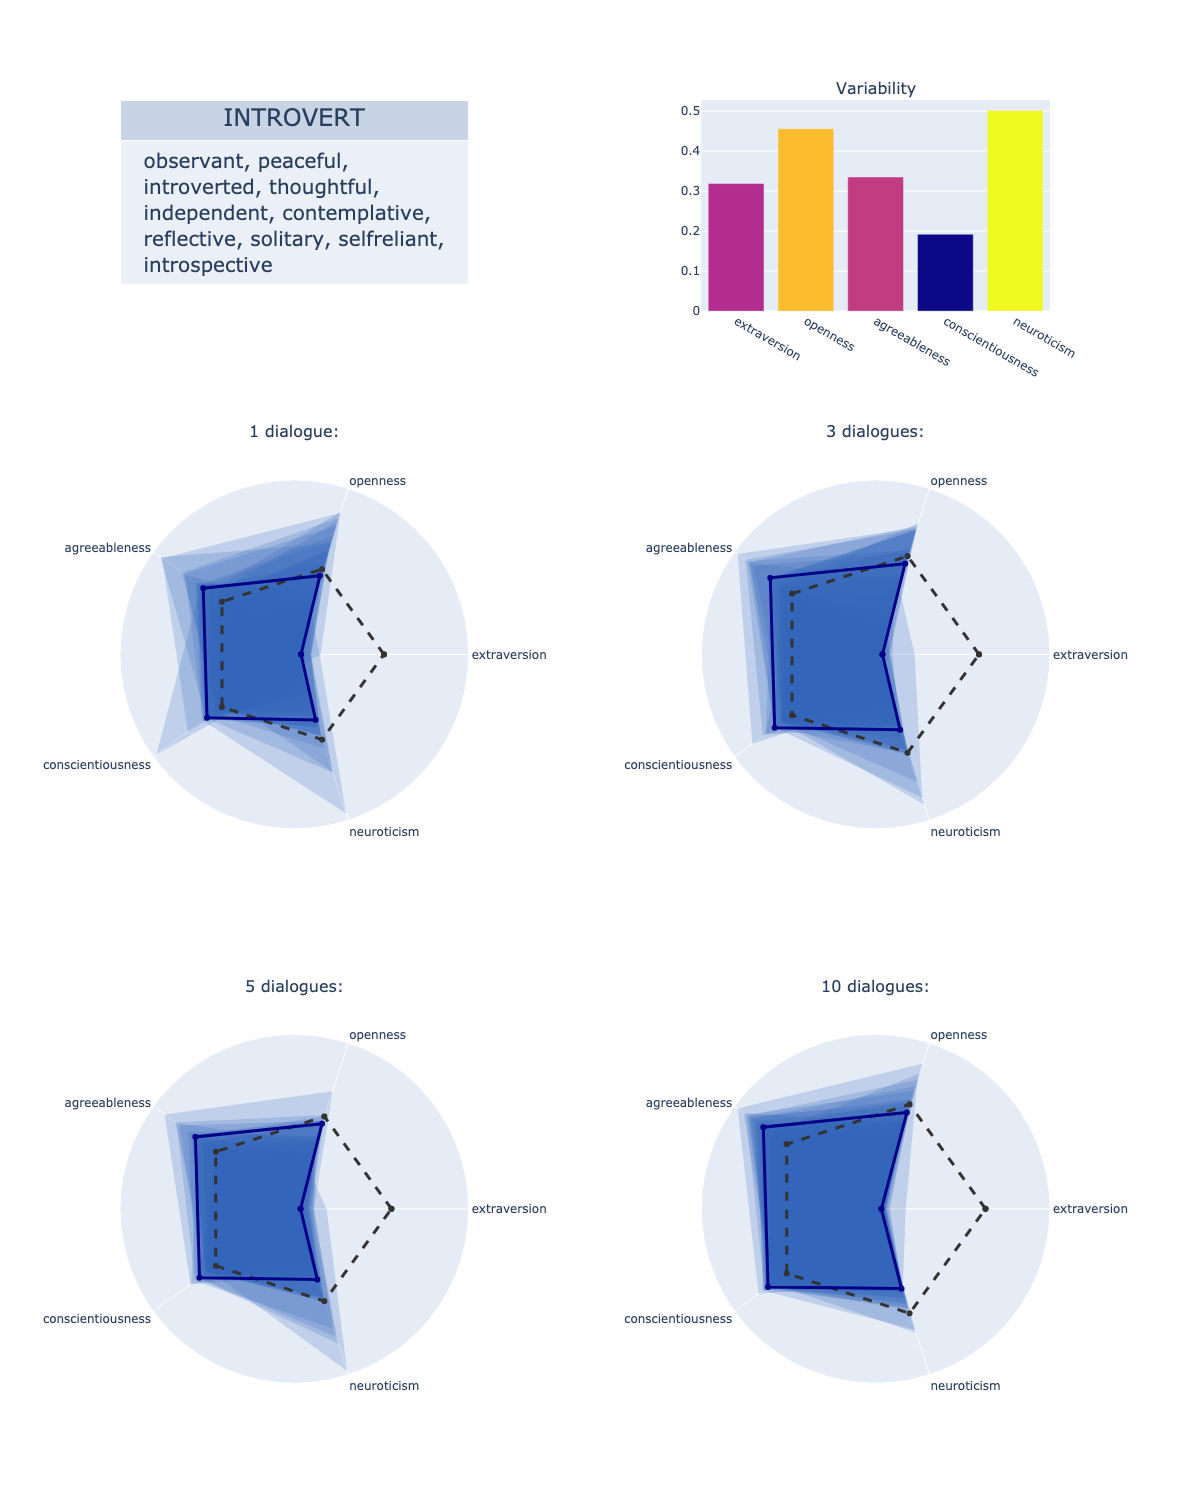 INTROVERT
observant, peaceful,
introverted, thoughtful,
independent, contemplative,
reflective, solitary, selfreliant,
introspective
Variability
0.5
0.4
0.3
0.2
0.1
0
extraversion
openness
agreeableness
conscientiousness
neuroticism
1 dialogue:
openness
agreeableness
extraversion
conscientiousness
neuroticism
3 dialogues:
openness
agreeableness
extraversion
conscientiousness
neuroticism
5 dialogues:
openness
agreeableness
extraversion
conscientiousness
neuroticism
10 dialogues:
openness
agreeableness
extraversion
conscientiousness
neuroticism